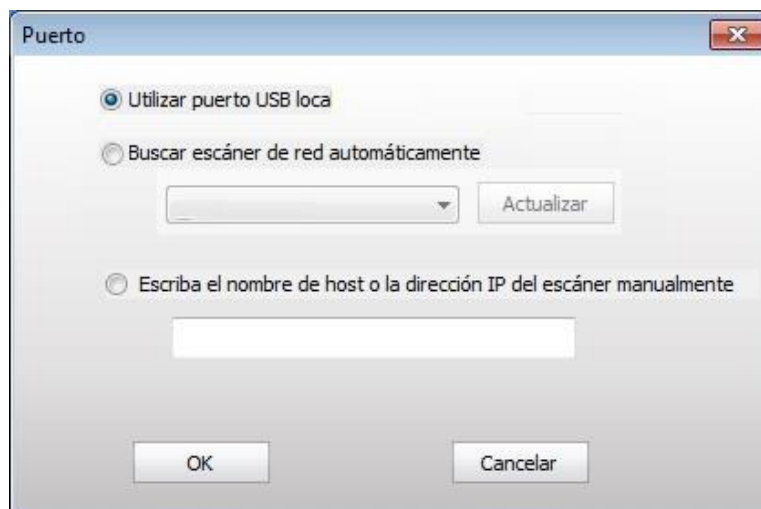 Puerto
Utilizar puerto USB loca
Buscar escáner de red automáticamente
Actualizar
Escriba el nombre de host o la dirección IP del escáner manualmente
OK
Cancelar